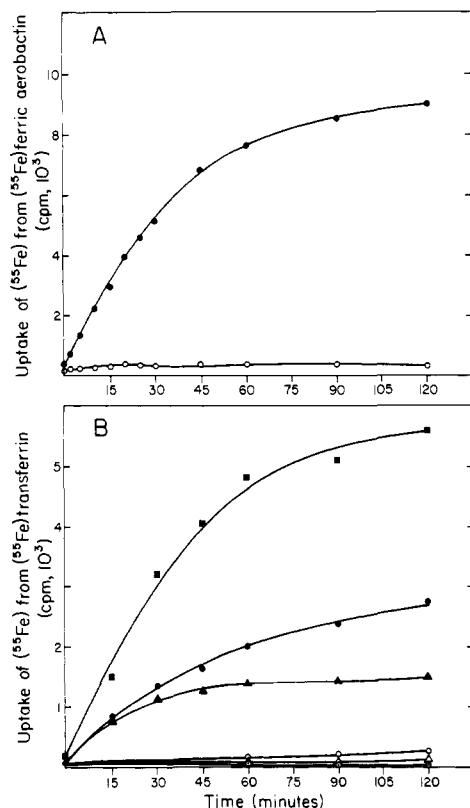 A
Uptake of (⁵⁵Fe) from (⁵⁵Fe) ferric aerobactin
(cpm, 10³)
10
8
4
2
15 30 45 60 75 90 105 120
B
Uptake of (⁵⁵Fe) from (⁵⁵Fe) transferrin
(cpm, 10³)
5
4
2
1
15 30 45 60 75 90 105 120
Time (minutes)